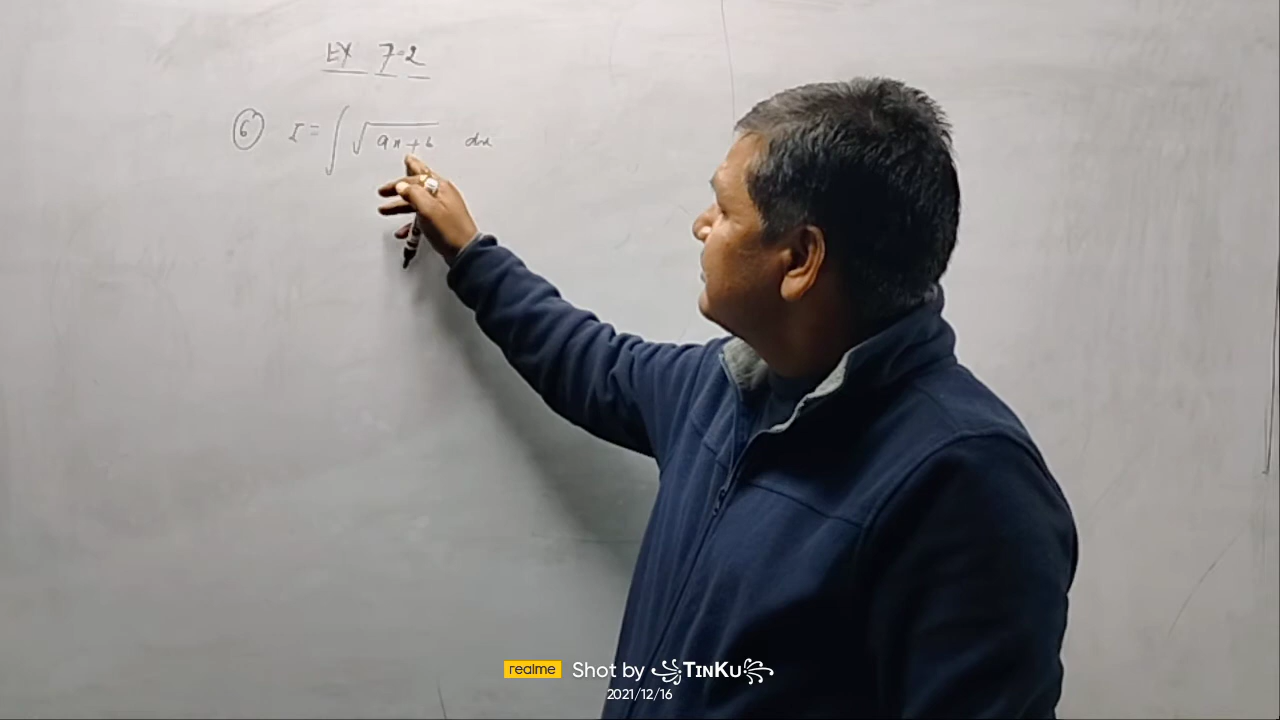 EX 7.2
6 I = ∫ √ax+b dx
realme Shot by TINKU
2021/12/16